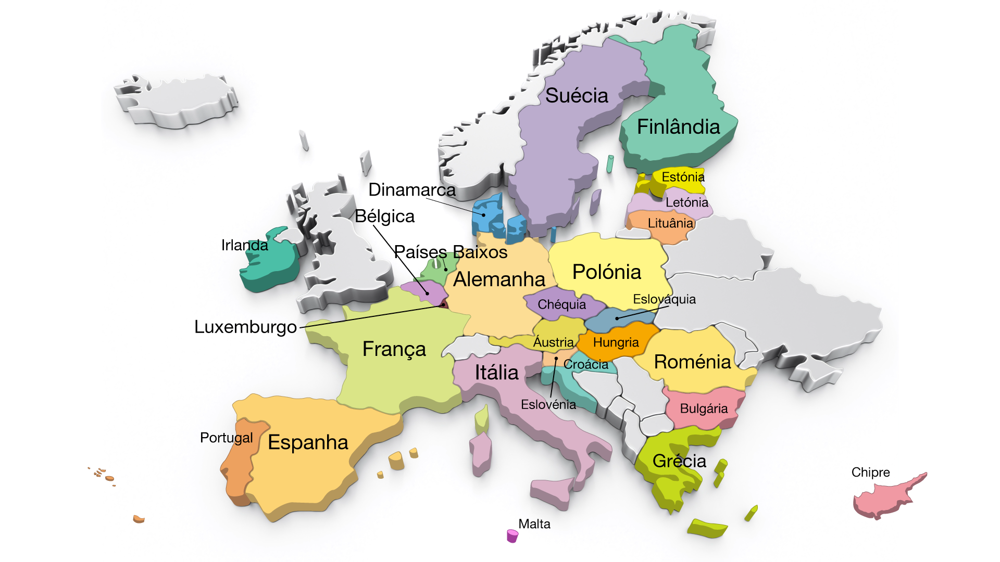 Suécia
Finlândia
Estónia
Dinamarca
Letónia
Bélgica
Lituânia
Irlanda
Países Baixos
Polónia
Alemanha
Eslováquia
Chéquia
Luxemburgo
Áustria
Hungria
França
Roménia
Croácia
Itália
Eslovénia
Bulgária
Portugal
Espanha
Grécia
Chipre
Malta